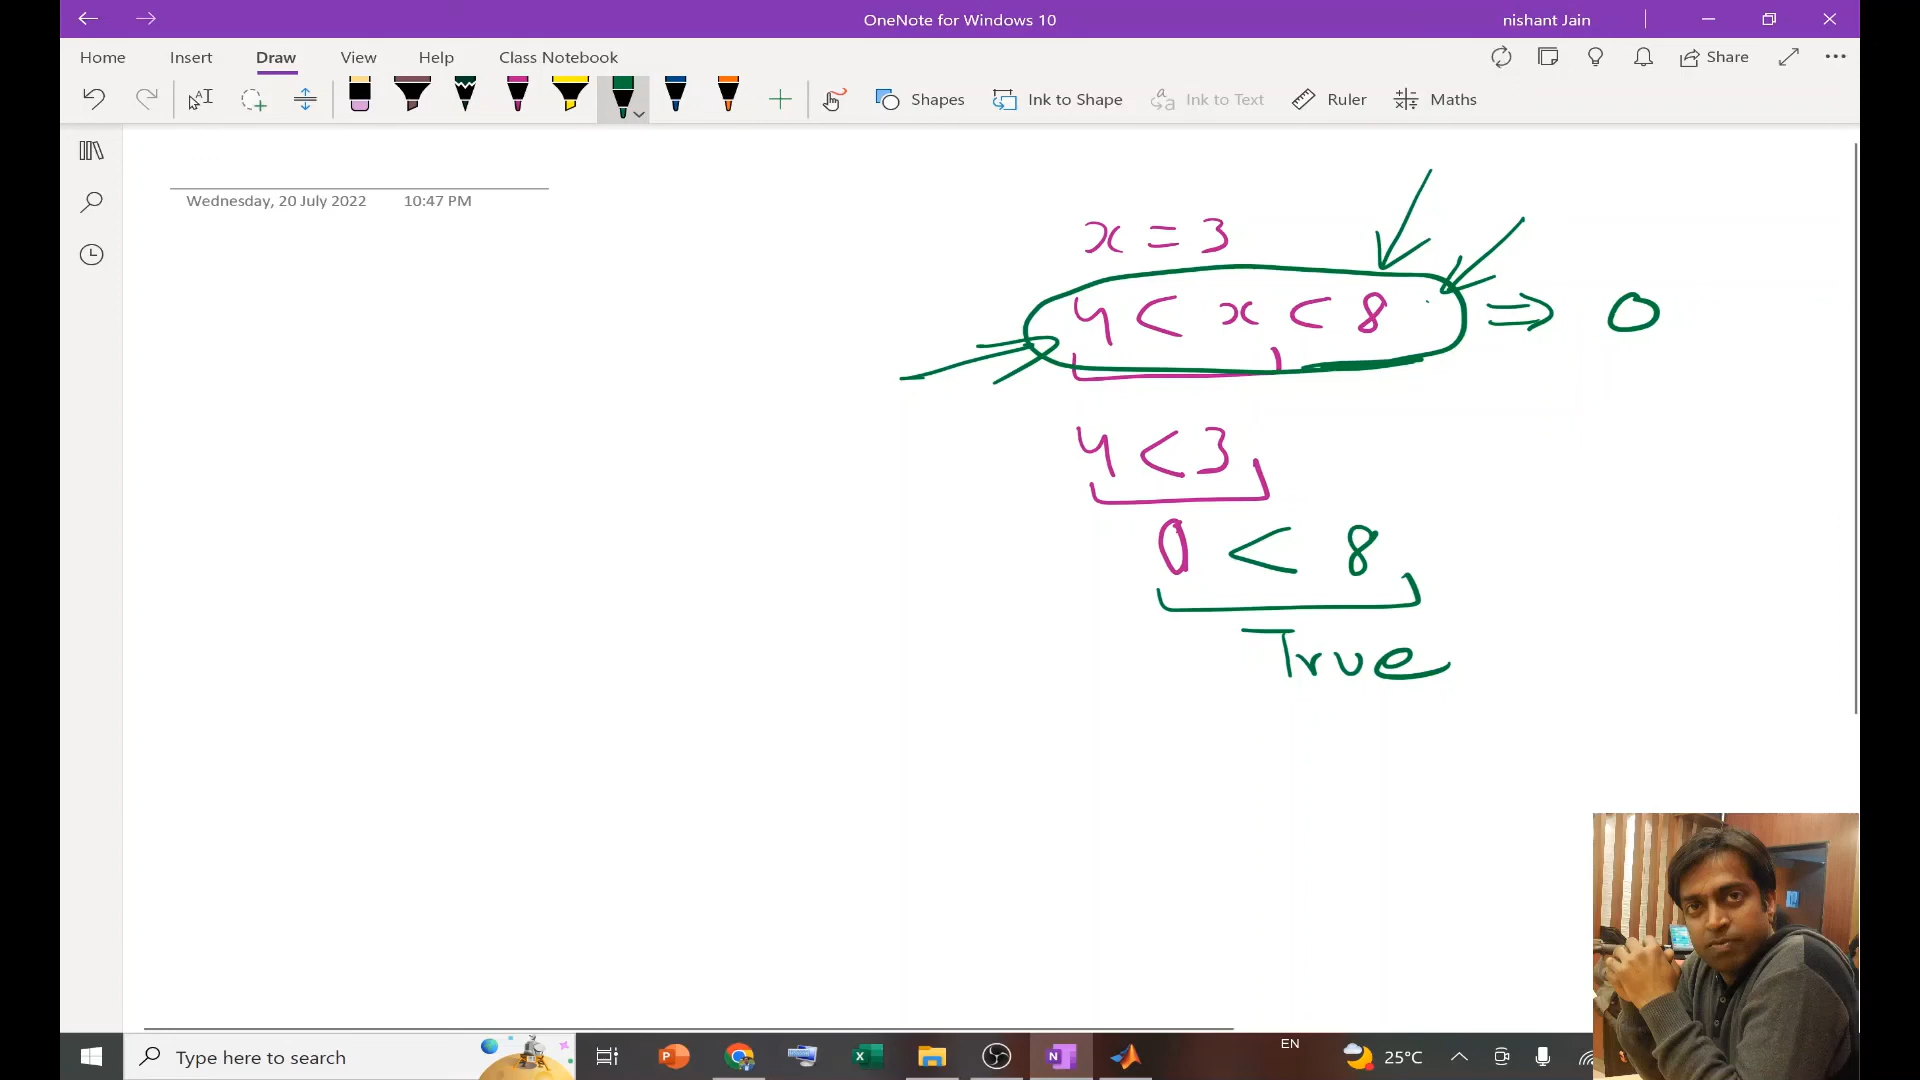 OneNote for Windows 10
nishant Jain
Home Insert Draw View Help Class Notebook
Share
Shapes Ink to Shape Ink to Text Ruler Maths
Wednesday, 20 July 2022 10:47 PM
x = 3
4 < x < 8 ⇒ 0
4 < 3
0 < 8
True
Type here to search
EN
25°C